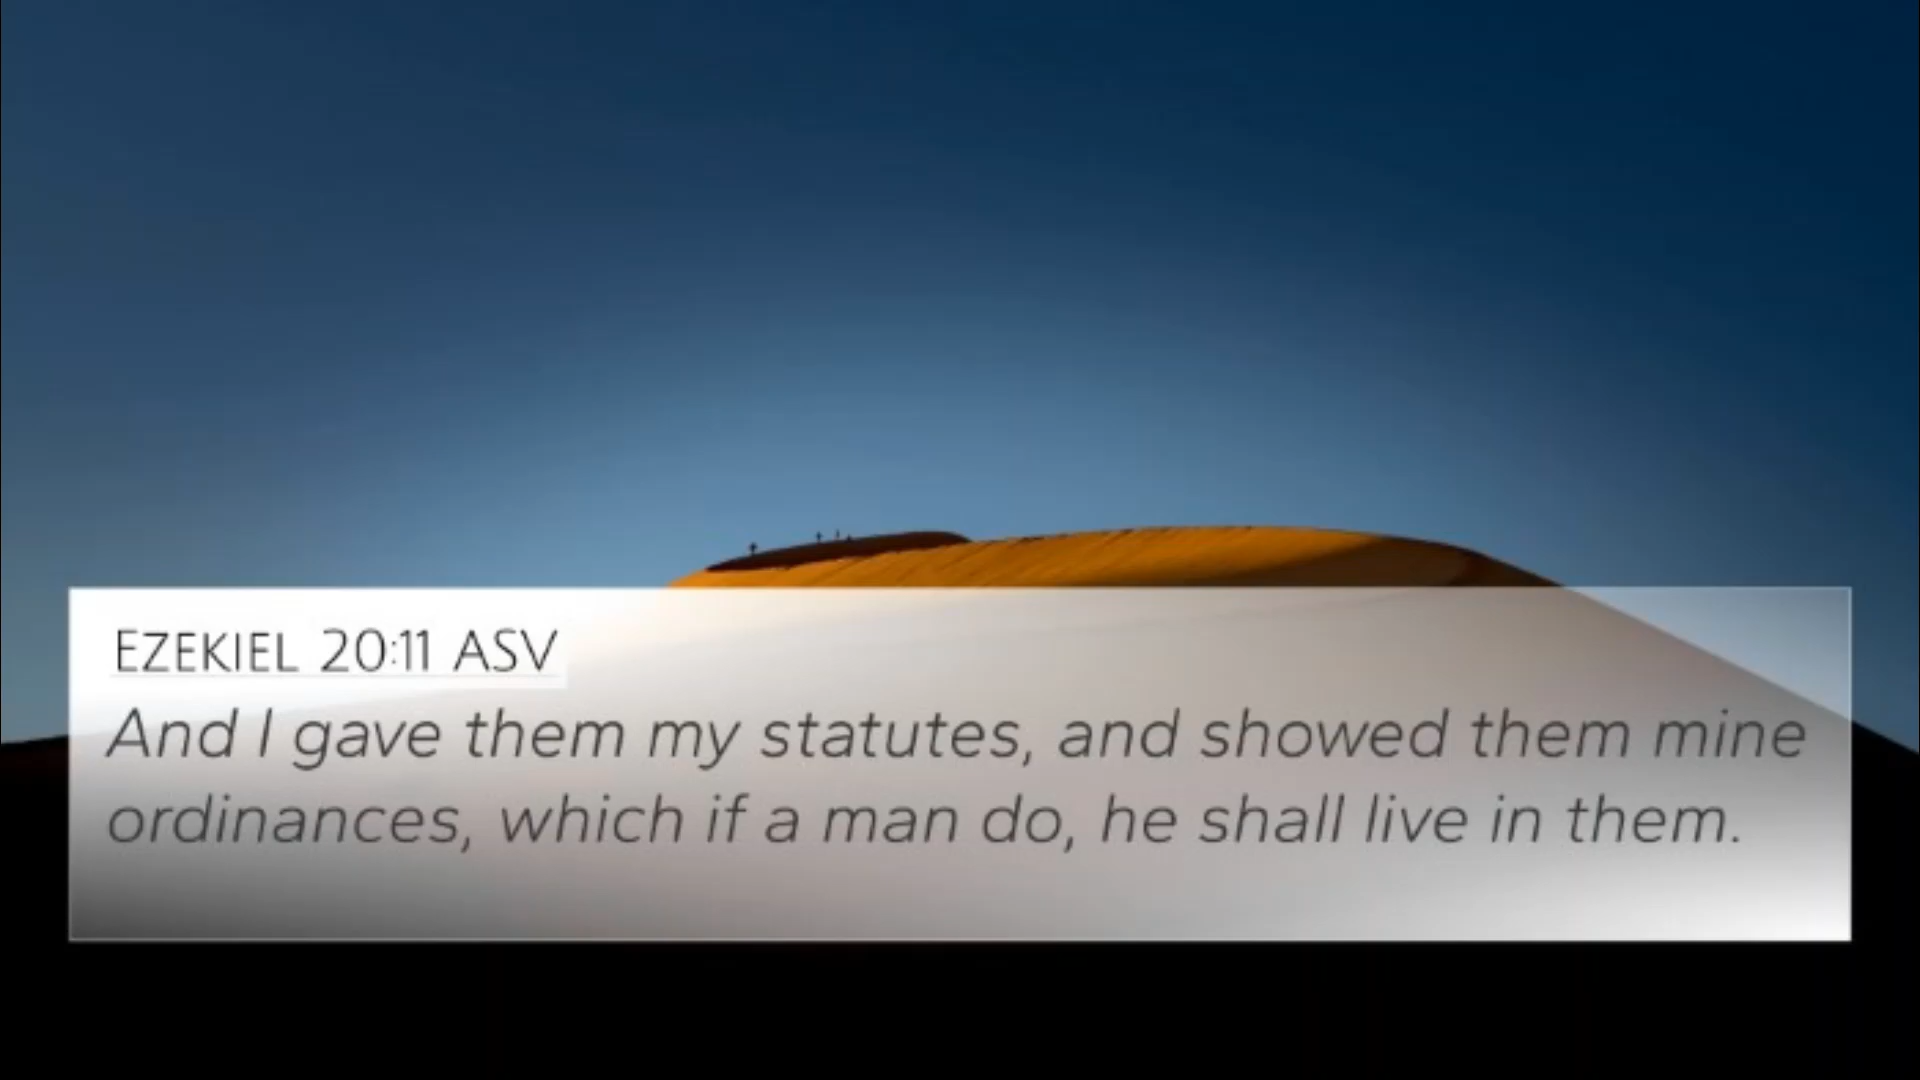 EZEKIEL 20:11 ASV
And I gave them my statutes, and showed them mine
ordinances, which if a man do, he shall live in them.